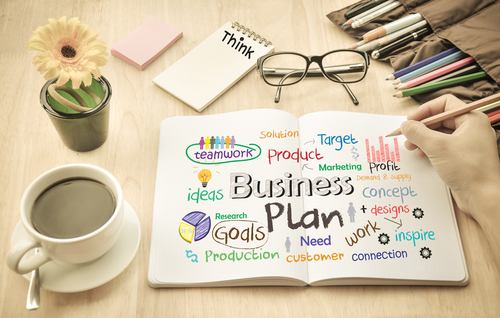 Think
Solution
Target
teamwork
Product
Marketing
Profit
Demand & supply
ideas
Business
concept
Plan
+ designs
Research
Goals
Need
work
inspire
Production
customer
connection